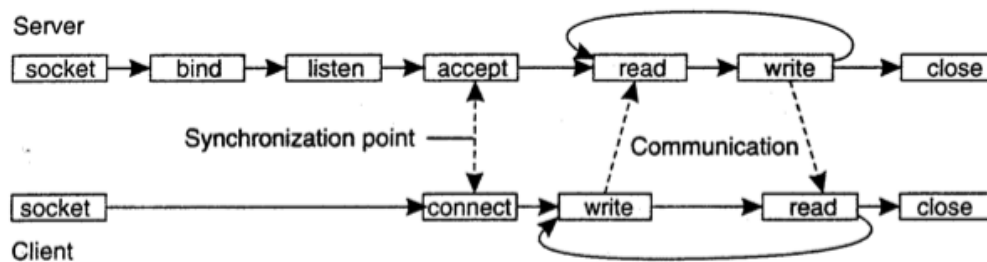 Server
socket bind listen accept read write close
Synchronization point
Communication
socket connect write read close
Client